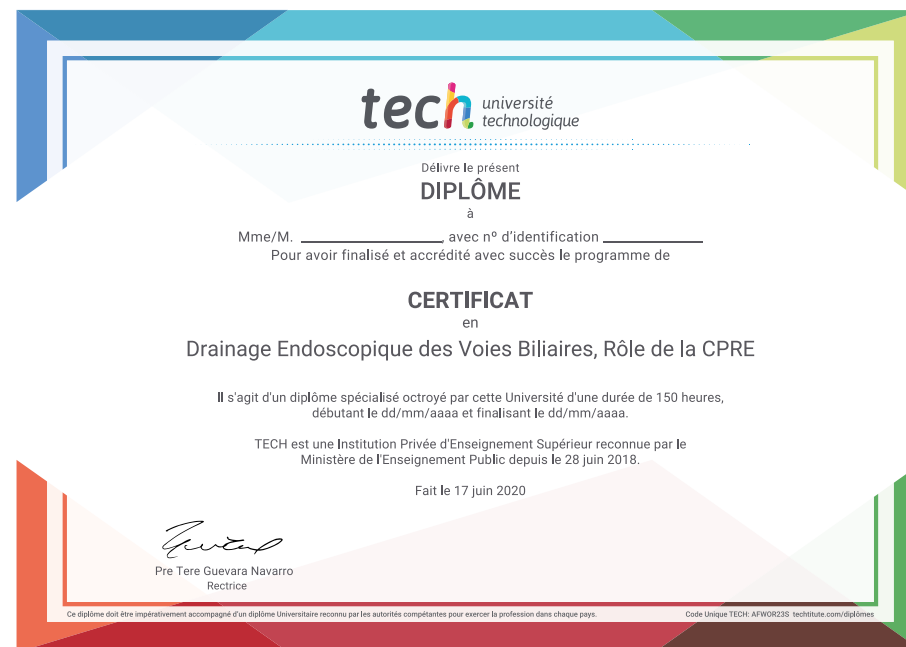 tech université
technologique
Délivre le présent
DIPLÔME
à
Mme/M. ____________________, avec nº d'identification ______________
Pour avoir finalisé et accrédité avec succès le programme de
CERTIFICAT
en
Drainage Endoscopique des Voies Biliaires, Rôle de la CPRE
Il s'agit d'un diplôme spécialisé octroyé par cette Université d'une durée de 150 heures,
débutant le dd/mm/aaaa et finalisant le dd/mm/aaaa.
TECH est une Institution Privée d'Enseignement Supérieur reconnue par le
Ministère de l'Enseignement Public depuis le 28 juin 2018.
Fait le 17 juin 2020
Pre Tere Guevara Navarro
Rectrice
Ce diplôme doit être impérativement accompagné d'un diplôme Universitaire reconnu par les autorités compétantes pour exercer la profession dans chaque pays.
Code Unique TECH: AFWOR23S techtitute.com/diplômes